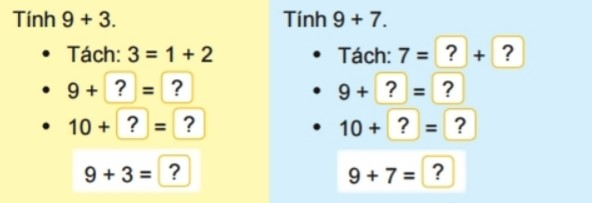 Tính 9 + 3.
• Tách: 3 = 1 + 2
• 9 + ? = ?
• 10 + ? = ?
9 + 3 = ?
Tính 9 + 7.
• Tách: 7 = ? + ?
• 9 + ? = ?
• 10 + ? = ?
9 + 7 = ?